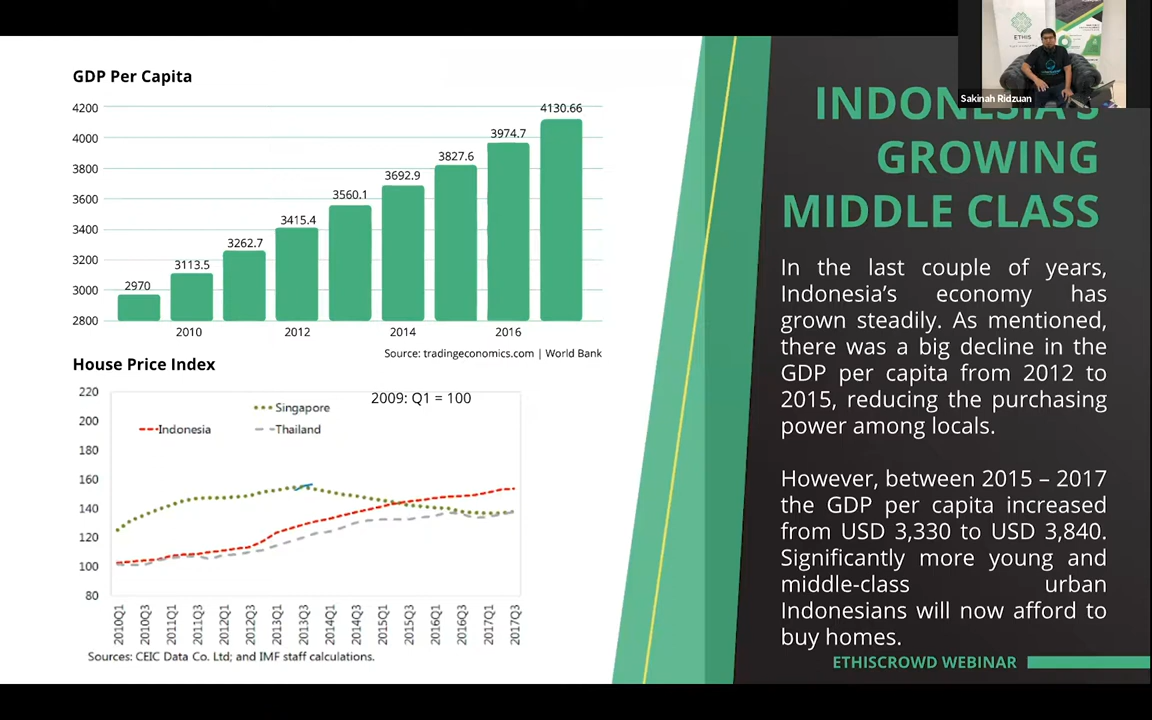 GDP Per Capita
4200
4000
3800
3600
3400
3200
3000
2800
2970
3113.5
3262.7
3415.4
3560.1
3692.9
3827.6
3974.7
4130.66
2010
2012
2014
2016
Source: tradingeconomics.com | World Bank
House Price Index
220
200
180
160
140
120
100
80
2009: Q1 = 100
Singapore
Indonesia
Thailand
2010Q1
2010Q3
2011Q1
2011Q3
2012Q1
2012Q3
2013Q1
2013Q3
2014Q1
2014Q3
2015Q1
2015Q3
2016Q1
2016Q3
2017Q1
2017Q3
Sources: CEIC Data Co. Ltd; and IMF staff calculations.
ETHIS
Sakinah Ridzuan
INDONESIA'S
GROWING
MIDDLE CLASS
In the last couple of years,
Indonesia's economy has
grown steadily. As mentioned,
there was a big decline in the
GDP per capita from 2012 to
2015, reducing the purchasing
power among locals.
However, between 2015 – 2017
the GDP per capita increased
from USD 3,330 to USD 3,840.
Significantly more young and
middle-class urban
Indonesians will now afford to
buy homes.
ETHISCROWD WEBINAR